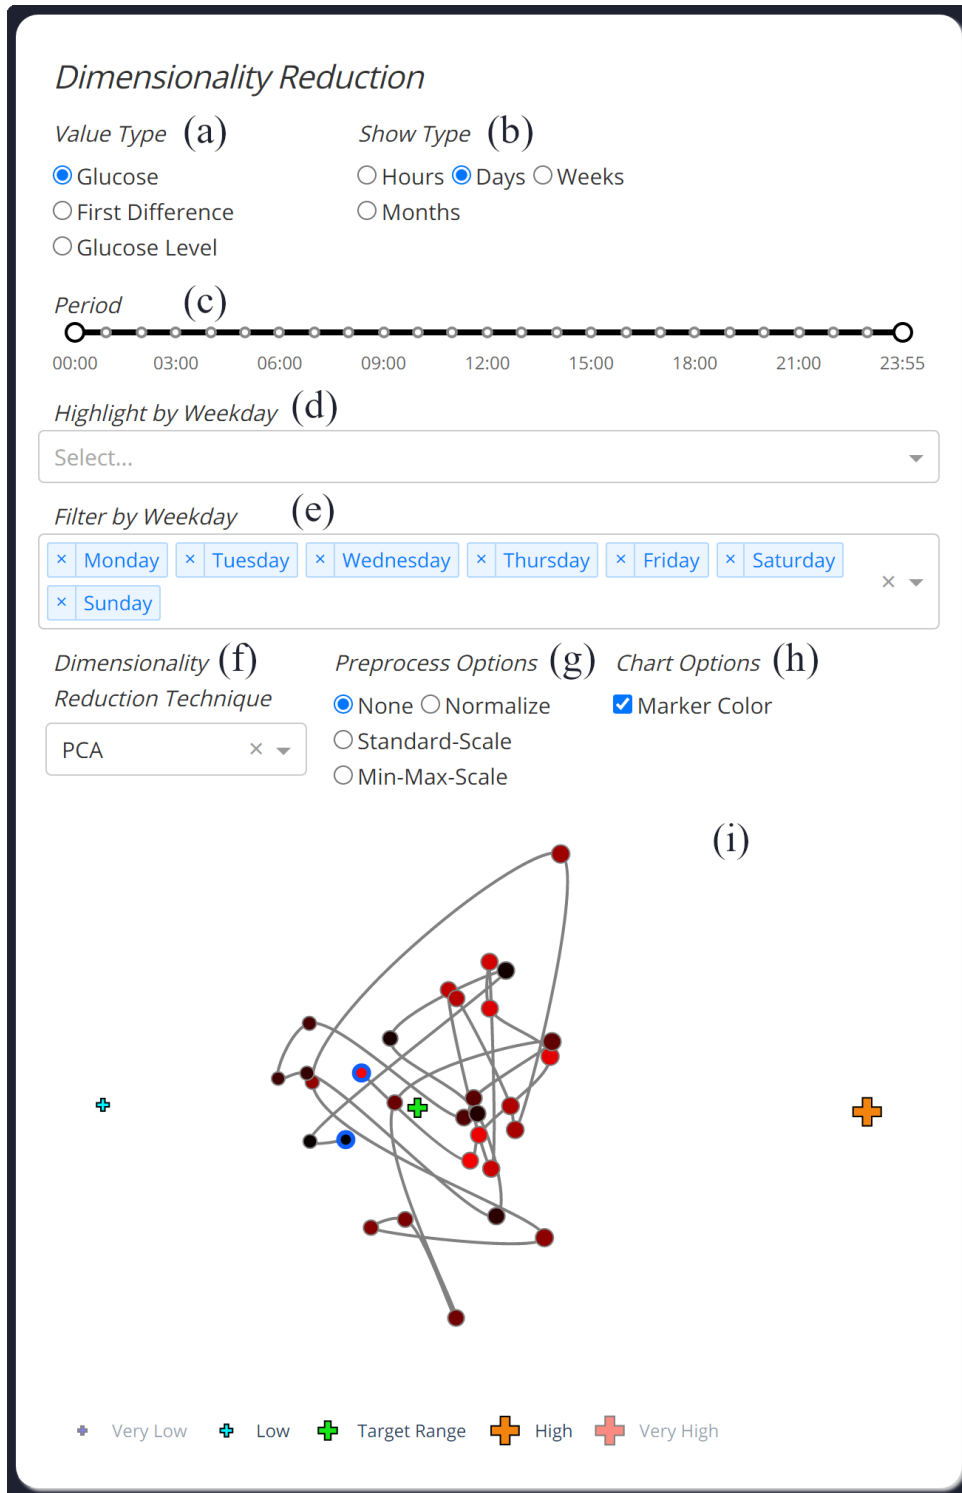 Dimensionality Reduction
Value Type (a) Show Type (b)
Glucose Hours Days Weeks
First Difference Months
Glucose Level
Period (c)
00:00 03:00 06:00 09:00 12:00 15:00 18:00 21:00 23:55
Highlight by Weekday (d)
Select...
Filter by Weekday (e)
× Monday × Tuesday × Wednesday × Thursday × Friday × Saturday
× Sunday ×
Dimensionality (f) Preprocess Options (g) Chart Options (h)
Reduction Technique
None Normalize Marker Color
PCA × Standard-Scale
Min-Max-Scale
(i)
Very Low Low Target Range High Very High